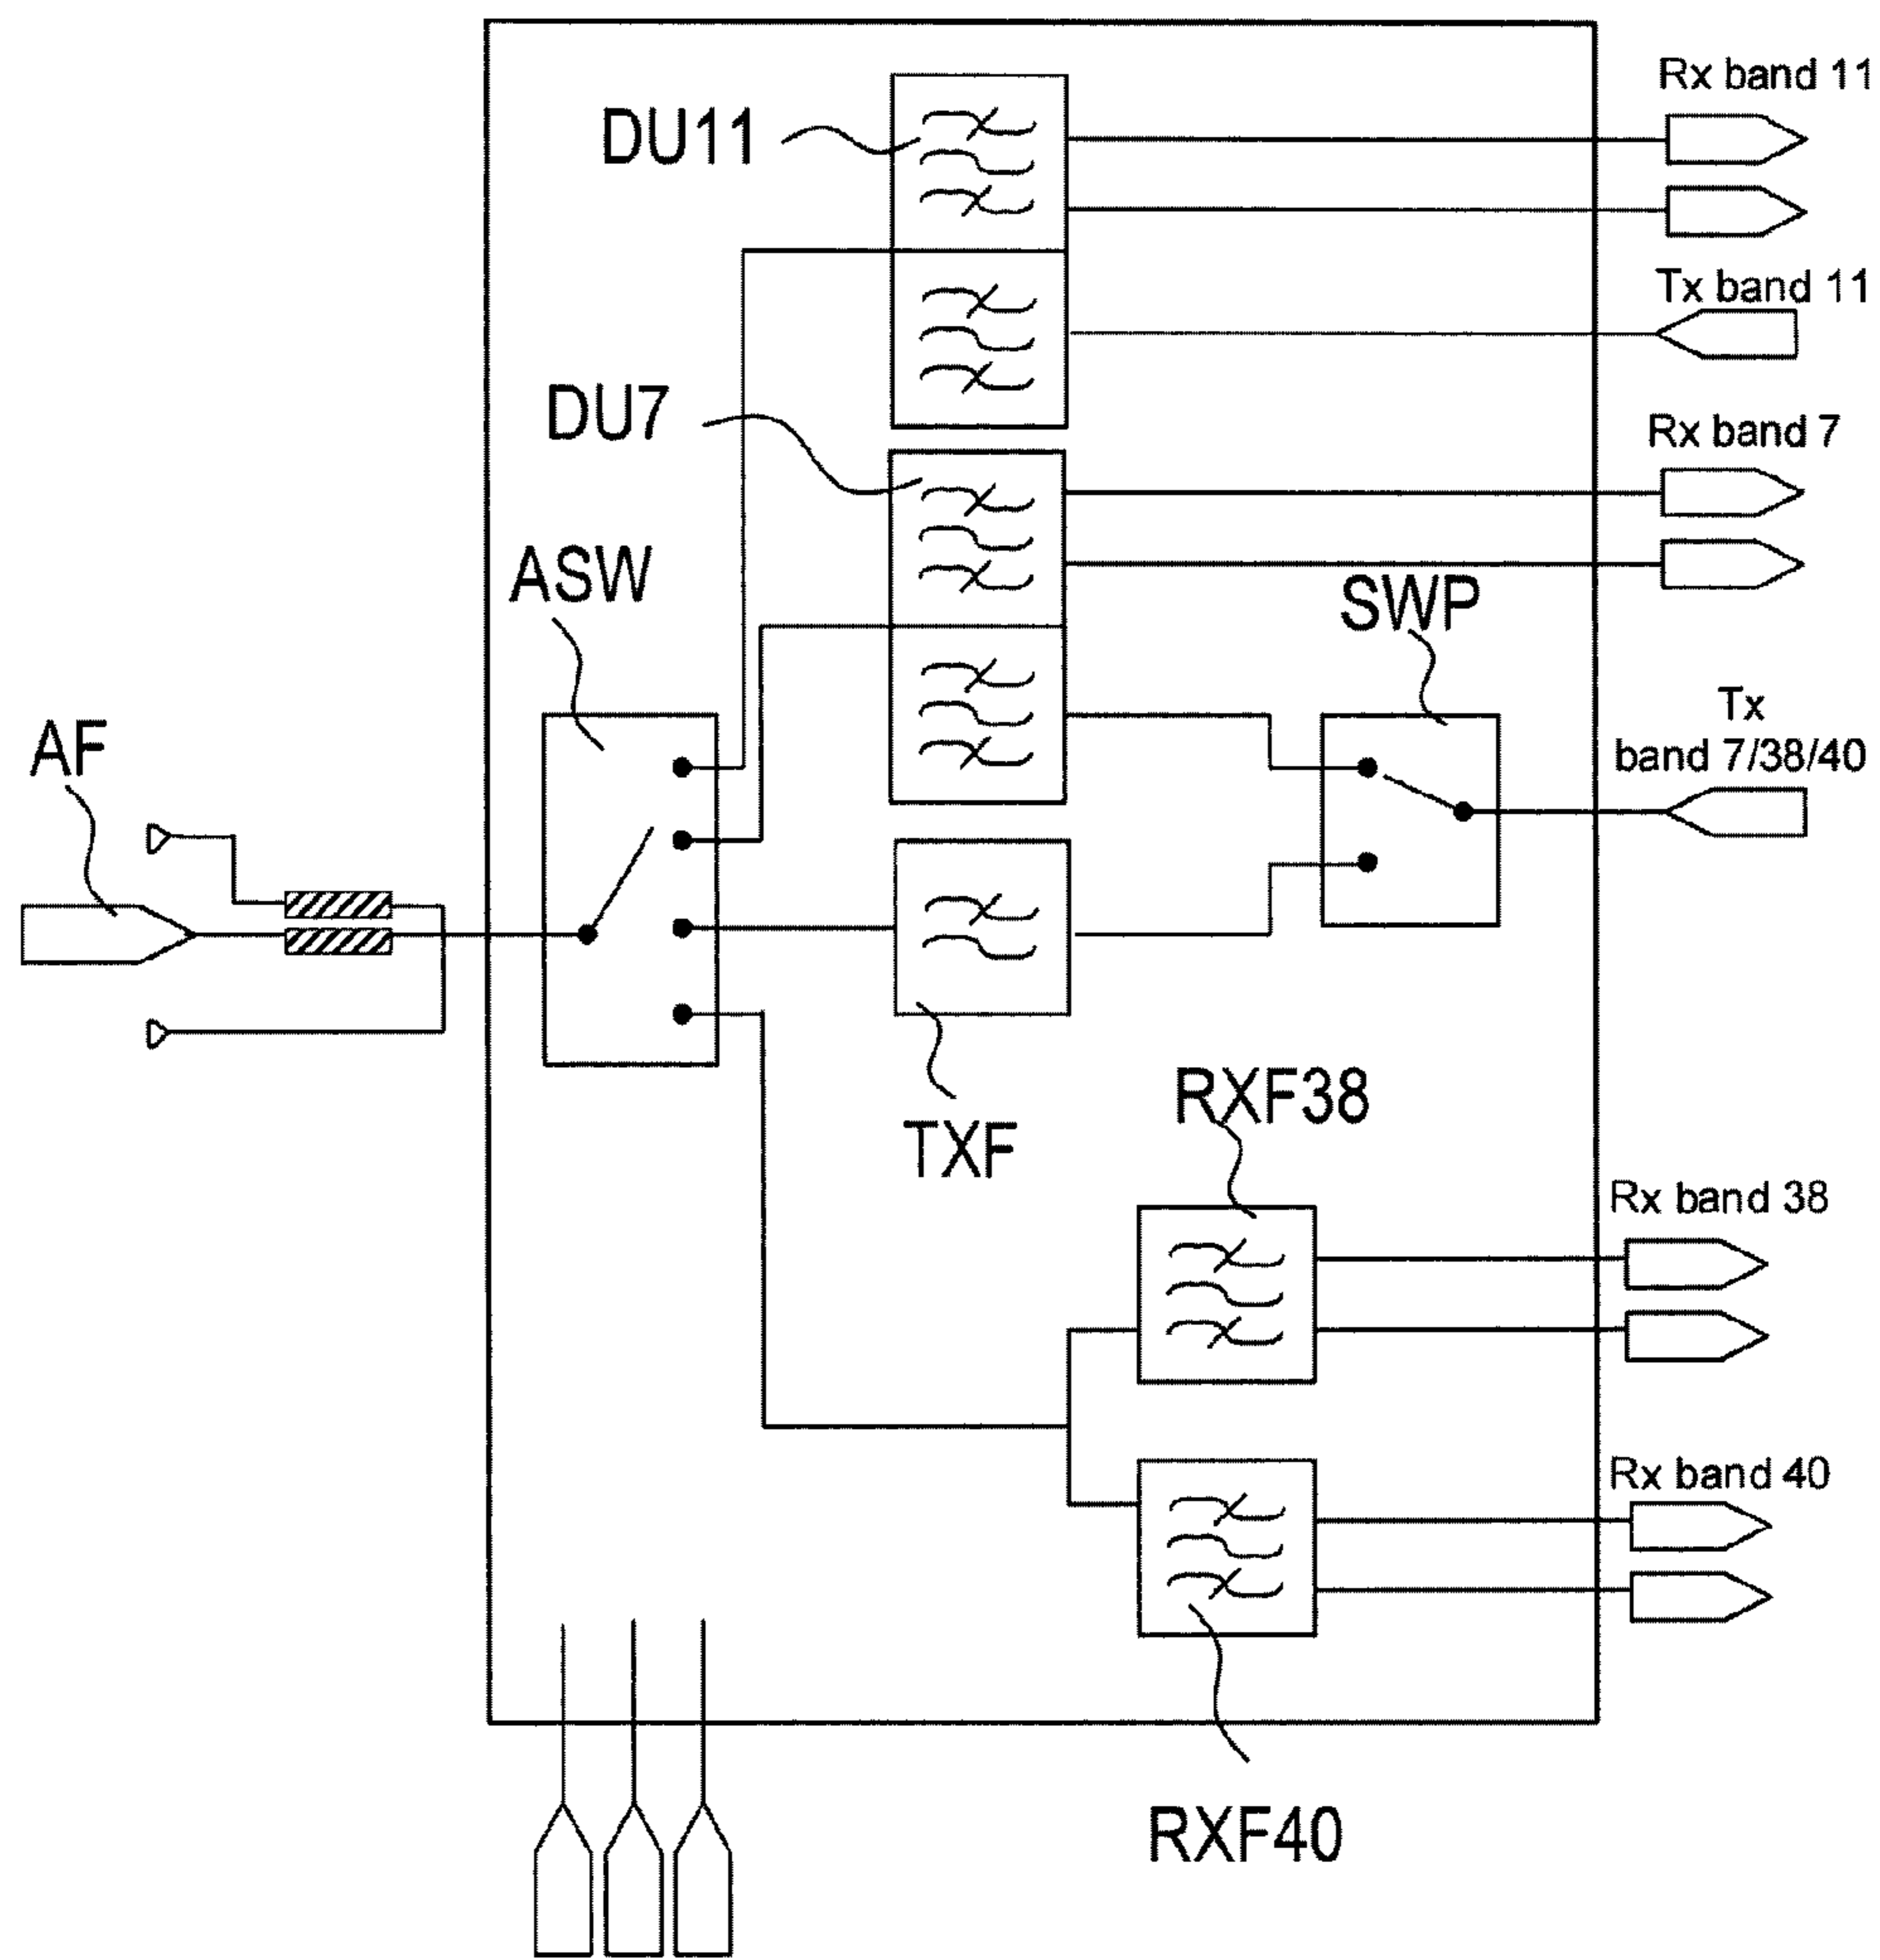 Rx band 11
DU11
Tx band 11
DU7
Rx band 7
ASW
SWP
Tx
band 7/38/40
AF
RXF38
TXF
Rx band 38
Rx band 40
RXF40